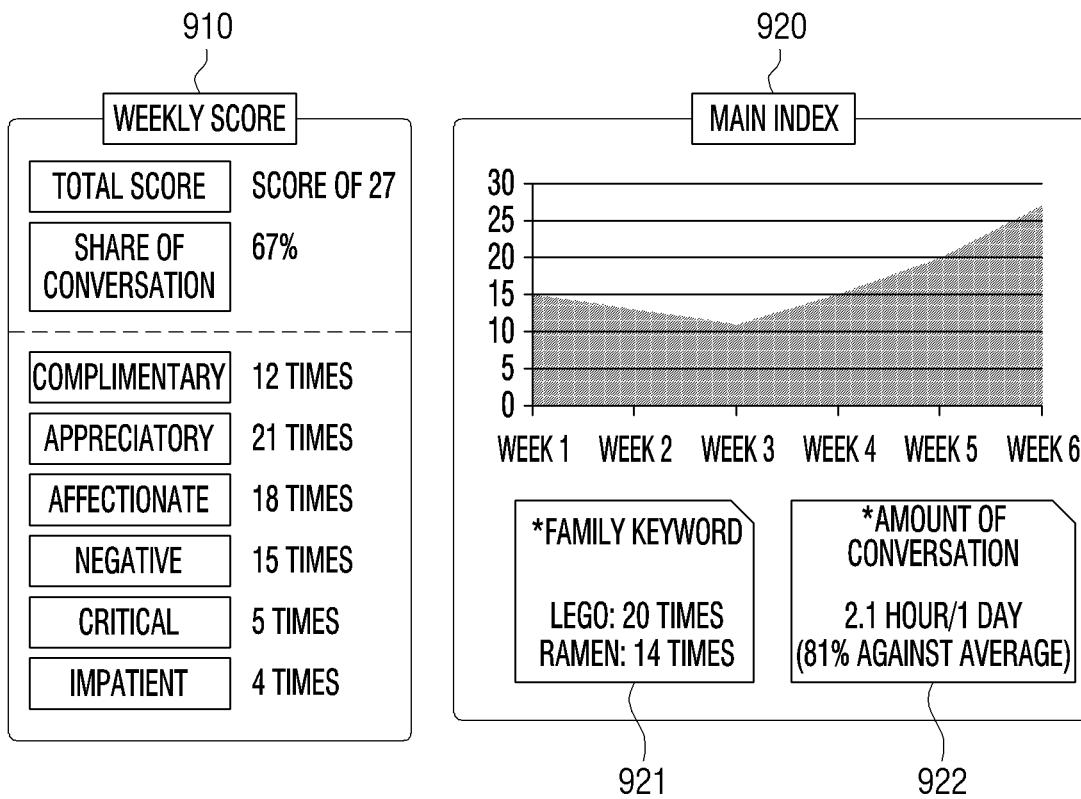 910
WEEKLY SCORE
TOTAL SCORE SCORE OF 27
SHARE OF
CONVERSATION
67%
COMPLIMENTARY 12 TIMES
APPRECIATORY 21 TIMES
AFFECTIONATE 18 TIMES
NEGATIVE 15 TIMES
CRITICAL 5 TIMES
IMPATIENT 4 TIMES
920
MAIN INDEX
30
25
20
15
10
5
0
WEEK 1 WEEK 2 WEEK 3 WEEK 4 WEEK 5 WEEK 6
*FAMILY KEYWORD
LEGO: 20 TIMES
RAMEN: 14 TIMES
921
*AMOUNT OF
CONVERSATION
2.1 HOUR/1 DAY
(81% AGAINST AVERAGE)
922